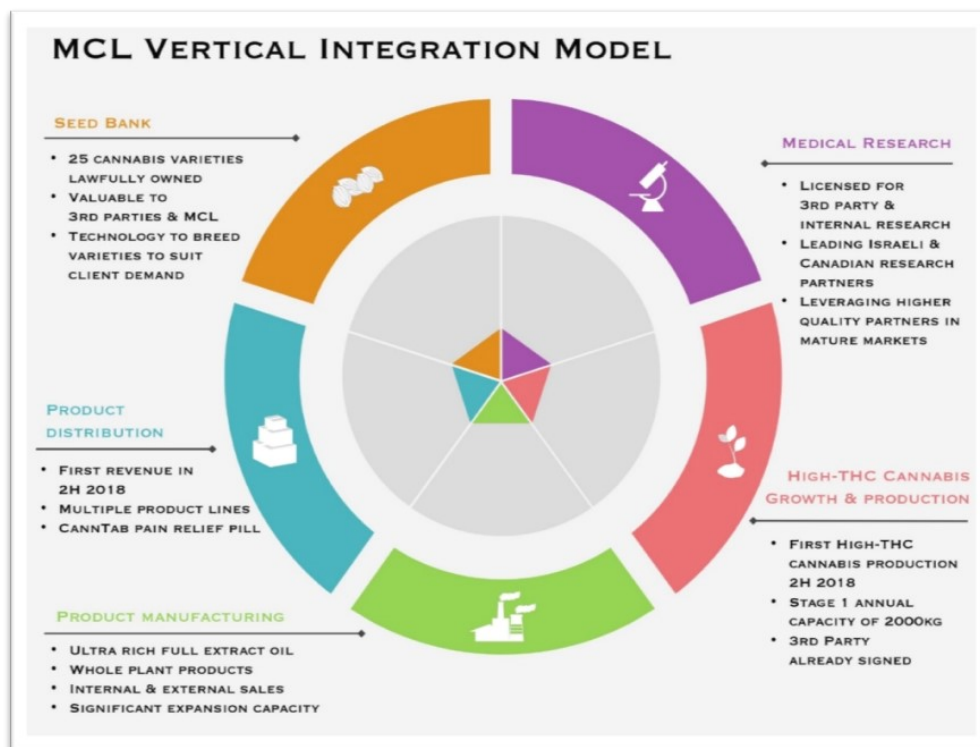 MCL Vertical Integration Model
Seed Bank
• 25 cannabis varieties
lawfully owned
• Valuable to
3rd parties & MCL
• Technology to breed
varieties to suit
client demand
Medical Research
• Licensed for
3rd party &
internal research
• Leading Israeli &
Canadian research
partners
• Leveraging higher
quality partners in
mature markets
High-THC Cannabis
Growth & production
• First High-THC
cannabis production
2H 2018
• Stage 1 annual
capacity of 2000kg
• 3rd Party
already signed
Product manufacturing
• Ultra rich full extract oil
• Whole plant products
• Internal & external sales
• Significant expansion capacity
Product
distribution
• First revenue in
2H 2018
• Multiple product lines
• CannTab pain relief pill